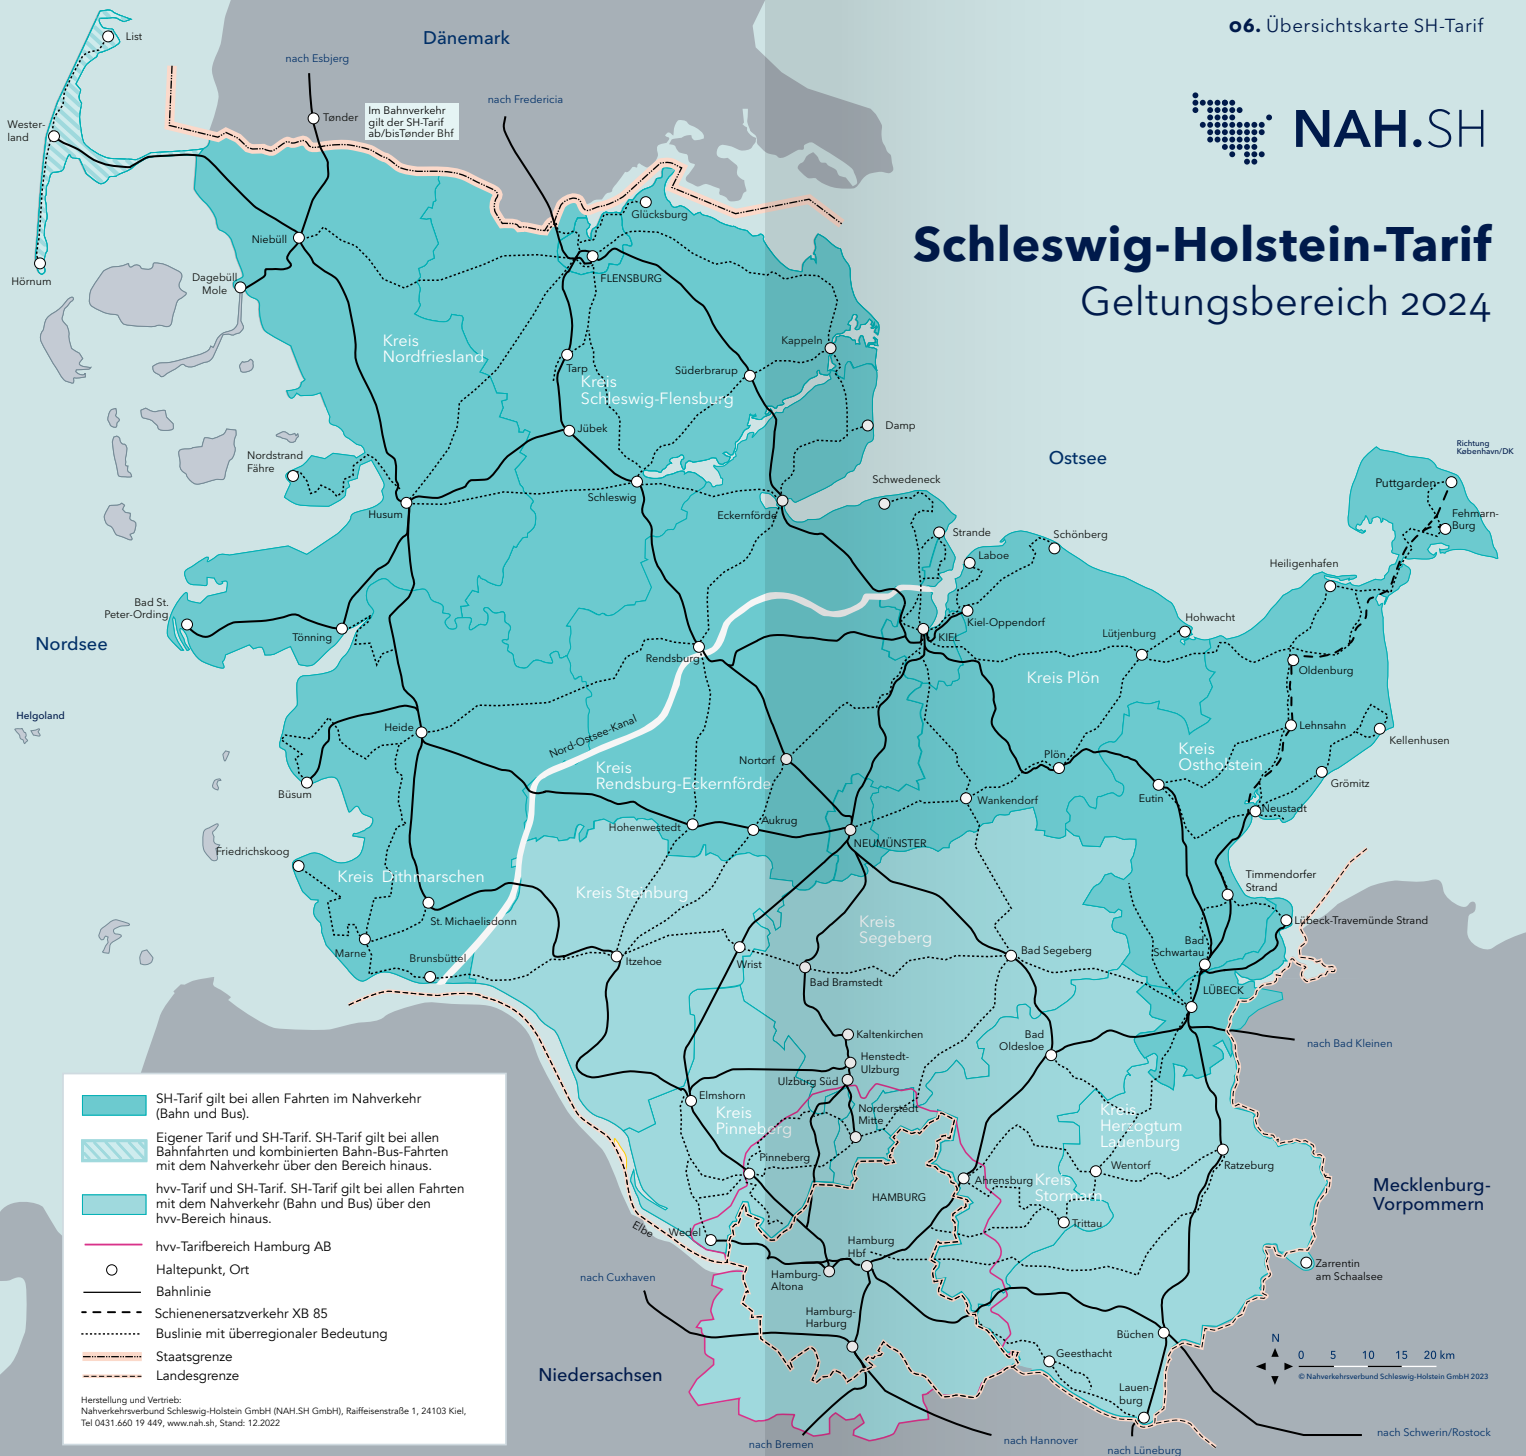 06. Übersichtskarte SH-Tarif
NAH.SH
Schleswig-Holstein-Tarif
Geltungsbereich 2024
Dänemark
nach Esbjerg
nach Fredericia
Tønder
Im Bahnverkehr
gilt der SH-Tarif
ab/bisTønder Bhf
List
Wester-
land
Hörnum
Niebüll
Dagebüll
Mole
Glücksburg
FLENSBURG
Kreis
Nordfriesland
Tarp
Kreis
Schleswig-Flensburg
Süderbrarup
Kappeln
Jübek
Damp
Nordstrand
Fähre
Husum
Schleswig
Eckernförde
Schwedeneck
Ostsee
Strande
Laboe
Schönberg
Richtung
København/DK
Puttgarden
Fehmarn-
Burg
Heiligenhafen
Bad St.
Peter-Ording
Tönning
Nordsee
Rendsburg
KIEL
Kiel-Oppendorf
Lütjenburg
Hohwacht
Kreis Plön
Oldenburg
Helgoland
Heide
Nord-Ostsee-Kanal
Kreis
Rendsburg-Eckernförde
Nortorf
Plön
Kreis
Ostholstein
Lehnsahn
Kellenhusen
Büsum
Grömitz
Eutin
Wankendorf
Neustadt
Hohenwestedt
Aukrug
NEUMÜNSTER
Friedrichskoog
Kreis Dithmarschen
Kreis Steinburg
Timmendorfer
Strand
St. Michaelisdonn
Kreis
Segeberg
Lübeck-Travemünde Strand
Marne
Brunsbüttel
Itzehoe
Wrist
Bad Bramstedt
Bad Segeberg
Bad
Schwartau
LÜBECK
Kaltenkirchen
Henstedt-
Ulzburg
Ulzburg Süd
Bad
Oldesloe
nach Bad Kleinen
Elmshorn
Kreis
Pinneberg
Norderstedt
Mitte
Kreis
Herzogtum
Lauenburg
Pinneberg
Wentorf
Ratzeburg
Ahrensburg
Kreis
Stormarn
HAMBURG
Trittau
Mecklenburg-
Vorpommern
Elbe
Wedel
Hamburg
Hbf
Hamburg-
Altona
Zarrentin
am Schaalsee
nach Cuxhaven
Hamburg-
Harburg
Büchen
Geesthacht
Niedersachsen
Lauen-
burg
N
0 5 10 15 20 km
© Nahverkehrsverbund Schleswig-Holstein GmbH 2023
nach Bremen
nach Hannover
nach Lüneburg
nach Schwerin/Rostock
SH-Tarif gilt bei allen Fahrten im Nahverkehr
(Bahn und Bus).
Eigener Tarif und SH-Tarif. SH-Tarif gilt bei allen
Bahnfahrten und kombinierten Bahn-Bus-Fahrten
mit dem Nahverkehr über den Bereich hinaus.
hvv-Tarif und SH-Tarif. SH-Tarif gilt bei allen Fahrten
mit dem Nahverkehr (Bahn und Bus) über den
hvv-Bereich hinaus.
hvv-Tarifbereich Hamburg AB
Haltepunkt, Ort
Bahnlinie
Schienenersatzverkehr XB 85
Buslinie mit überregionaler Bedeutung
Staatsgrenze
Landesgrenze
Herstellung und Vertrieb:
Nahverkehrsverbund Schleswig-Holstein GmbH (NAH.SH GmbH), Raiffeisenstraße 1, 24103 Kiel,
Tel 0431.660 19 449, www.nah.sh, Stand: 12.2022